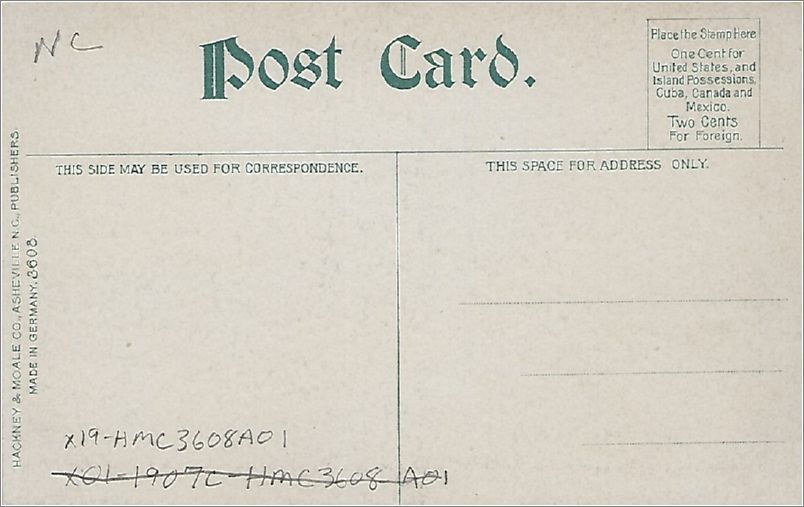 NC
Post Card.
Place the Stamp Here
One Cent for
United States, and
Island Possessions,
Cuba, Canada and
Mexico.
Two Cents
For Foreign.
THIS SIDE MAY BE USED FOR CORRESPONDENCE.
THIS SPACE FOR ADDRESS ONLY.
HACKNEY & MOALE CO., ASHEVILLE N.C., PUBLISHERS.
MADE IN GERMANY. 3608.
X19-HMC3608A01
X01-1907C-HMC3608 A01